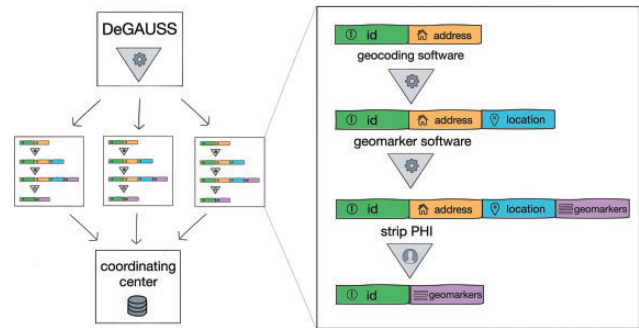 DeGAUSS
coordinating
center
id address
geocoding software
id address location
geomarker software
id address location geomarkers
strip PHI
id geomarkers